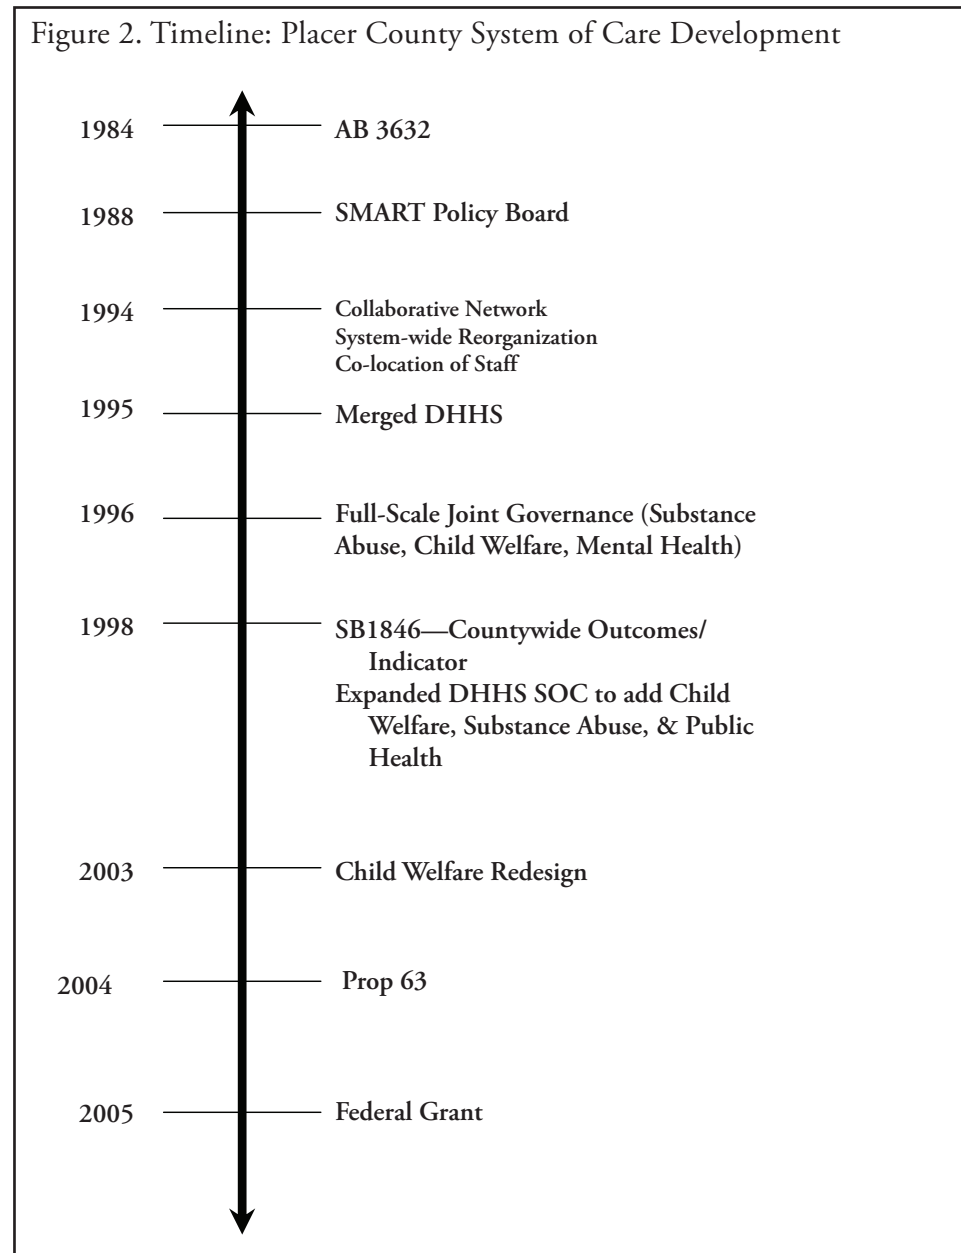 Figure 2. Timeline: Placer County System of Care Development
1984
AB 3632
1988
SMART Policy Board
1994
Collaborative Network
System-wide Reorganization
Co-location of Staff
1995
Merged DHHS
1996
Full-Scale Joint Governance (Substance
Abuse, Child Welfare, Mental Health)
1998
SB1846—Countywide Outcomes/
Indicator
Expanded DHHS SOC to add Child
Welfare, Substance Abuse, & Public
Health
2003
Child Welfare Redesign
2004
Prop 63
2005
Federal Grant